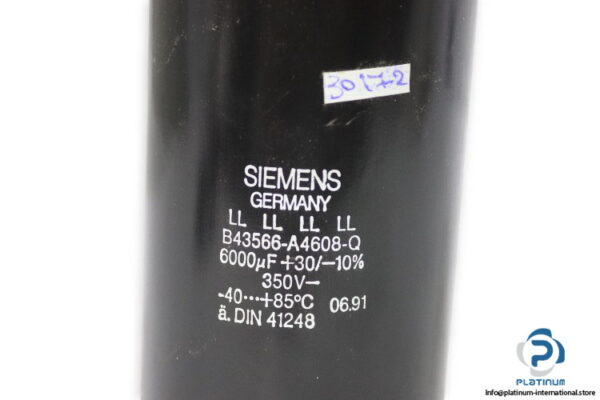 30172
SIEMENS
GERMANY
LL LL LL LL
B43566-A4608-Q
6000µF +30/-10%
350V-
-40···+85°C 06.91
ä. DIN 41248
PLATINUM
info@platinum-international.store